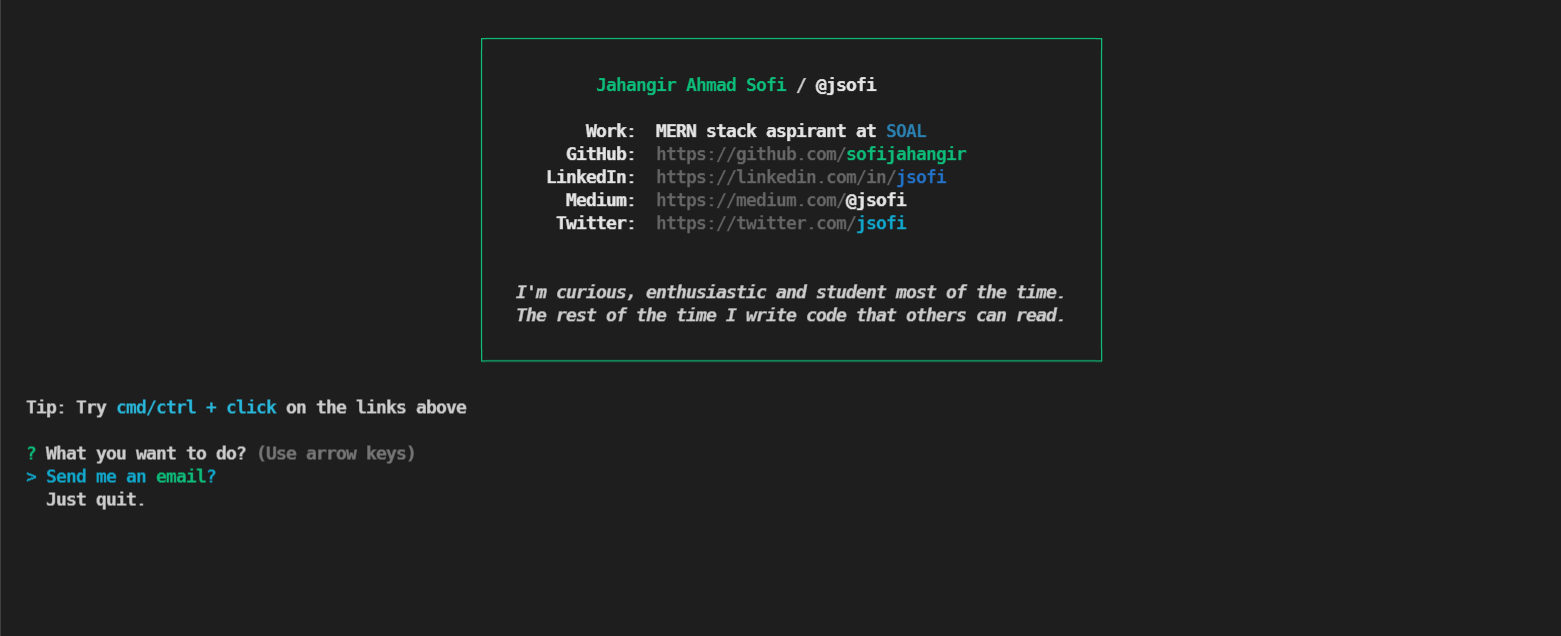 Jahangir Ahmad Sofi / @jsofi
Work: MERN stack aspirant at SOAL
GitHub: https://github.com/sofijahangir
LinkedIn: https://linkedin.com/in/jsofi
Medium: https://medium.com/@jsofi
Twitter: https://twitter.com/jsofi
I'm curious, enthusiastic and student most of the time.
The rest of the time I write code that others can read.
Tip: Try cmd/ctrl + click on the links above
? What you want to do? (Use arrow keys)
> Send me an email?
Just quit.